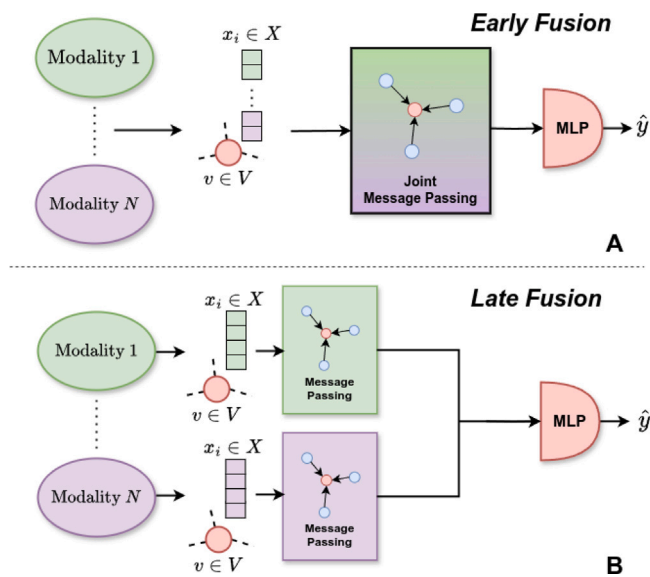 Early Fusion
Modality 1
Modality N
x_i ∈ X
v ∈ V
Joint
Message Passing
MLP
ŷ
A
Late Fusion
Modality 1
x_i ∈ X
v ∈ V
Message
Passing
Modality N
x_i ∈ X
v ∈ V
Message
Passing
MLP
ŷ
B